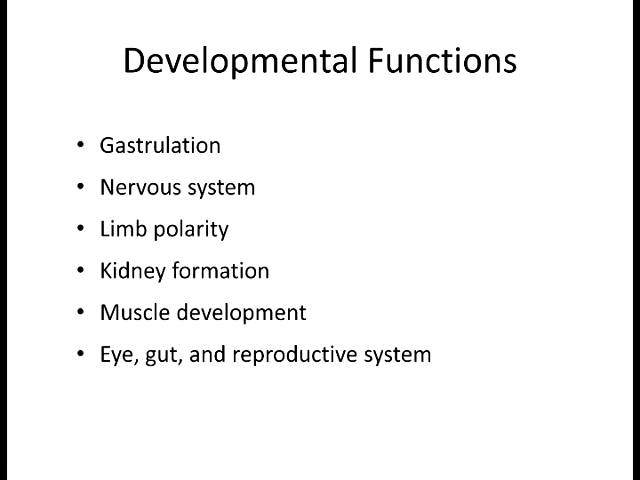 Developmental Functions
• Gastrulation
• Nervous system
• Limb polarity
• Kidney formation
• Muscle development
• Eye, gut, and reproductive system